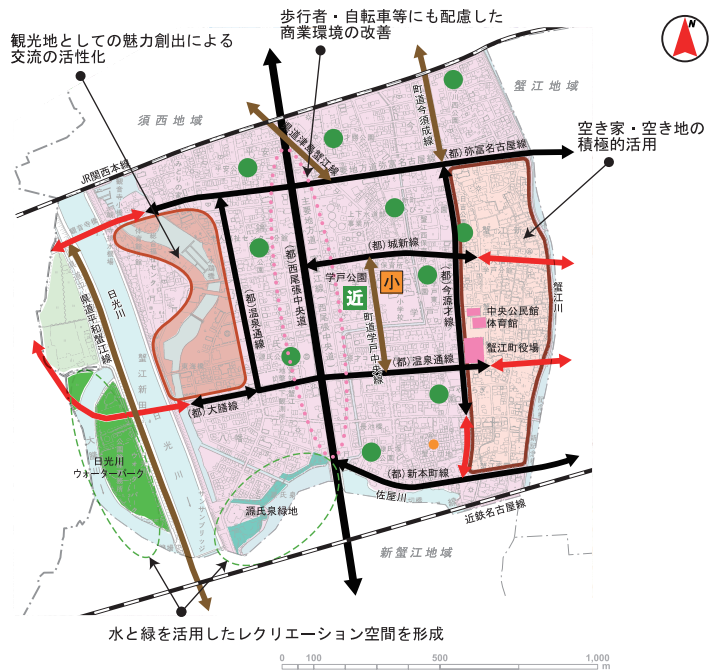 歩行者・自転車等にも配慮した
商業環境の改善
観光地としての魅力創出による
交流の活性化
N
蟹江地域
須西地域
空き家・空き地の
積極的活用
JR関西本線
県道津島蟹江線
町道今須成線
(都)弥富名古屋線
(都)城新線
(都)西尾張中央道
(都)温泉通線
学戸公園
近
小
町道学戸中央線
(都)今源才線
蟹江川
日光川
県道平和蟹江線
中央公民館
体育館
蟹江町役場
(都)温泉通線
(都)大膳線
日光川
ウォーターパーク
源氏泉緑地
(都)新本町線
佐屋川
近鉄名古屋線
新蟹江地域
水と緑を活用したレクリエーション空間を形成
0 100 500 1,000
m